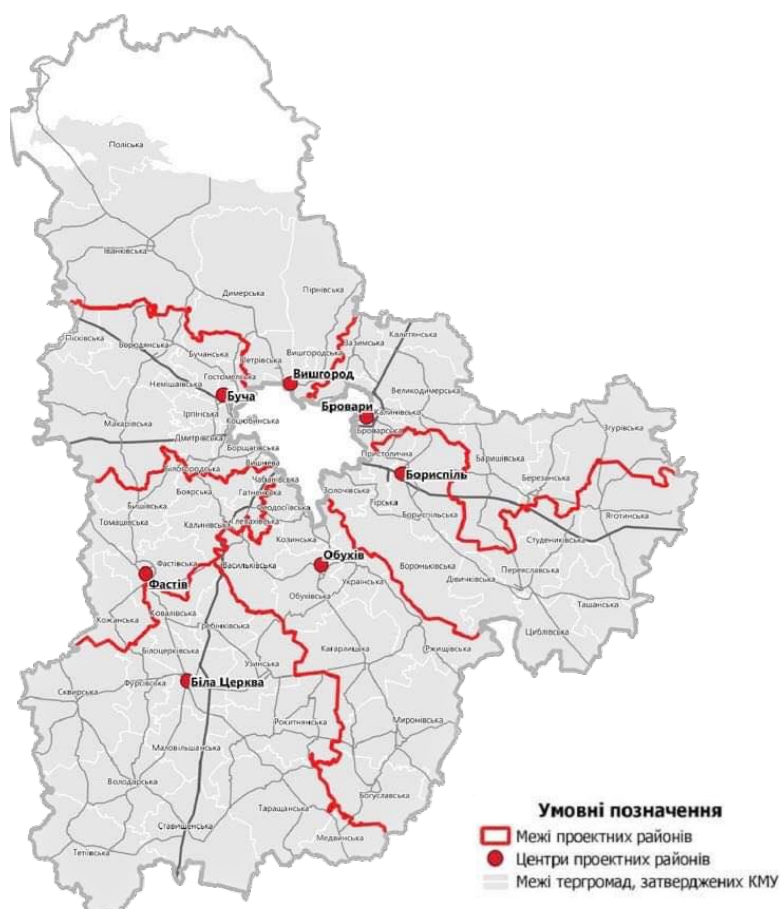 Поліська
Іванківська
Димерська
Пірнівська
Пісківська
Бородянська
Бучанська
Петрівська
Вишгородська
Зазимська
Калитянська
Гостомельська
Немішаївська
Вишгород
Великодимерська
Буча
Бровари
Калинівська
Ірпінська
Макарівська
Коцюбинська
Броварська
Згурівська
Дмитрівська
Борщагівська
Пристолична
Баришівська
Вишнева
Білогородська
Бориспіль
Березанська
Чабанівська
Боярська
Гатненська
Золочівська
Гірська
Бишівська
Феодосіївська
Яготинська
Томашівська
Калинівська
Глевахівська
Бориспільська
Козинська
Студениківська
Обухів
Фастівська
Васильківська
Вороньківська
Переяславська
Фастів
Українська
Дівичківська
Обухівська
Ташанська
Кожанська
Ковалівська
Гребінківська
Циблівська
Білоцерківська
Кагарлицька
Ржищівська
Узинська
Сквирська
Фурсівська
Біла Церква
Рокитнянська
Миронівська
Маловільшанська
Володарська
Богуславська
Таращанська
Ставищенська
Медвинська
Тетіївська
Умовні позначення
Межі проектних районів
Центри проектних районів
Межі тергромад, затверджених КМУ